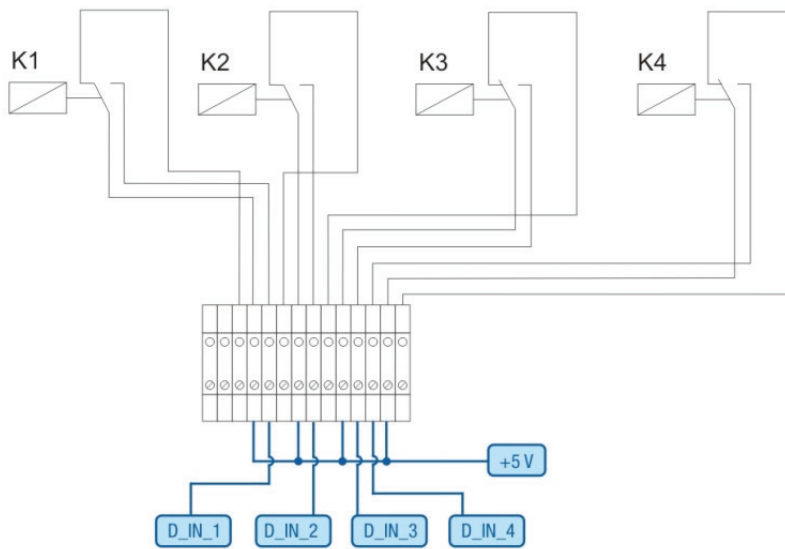 K1
K2
K3
K4
+5 V
D_IN_1
D_IN_2
D_IN_3
D_IN_4